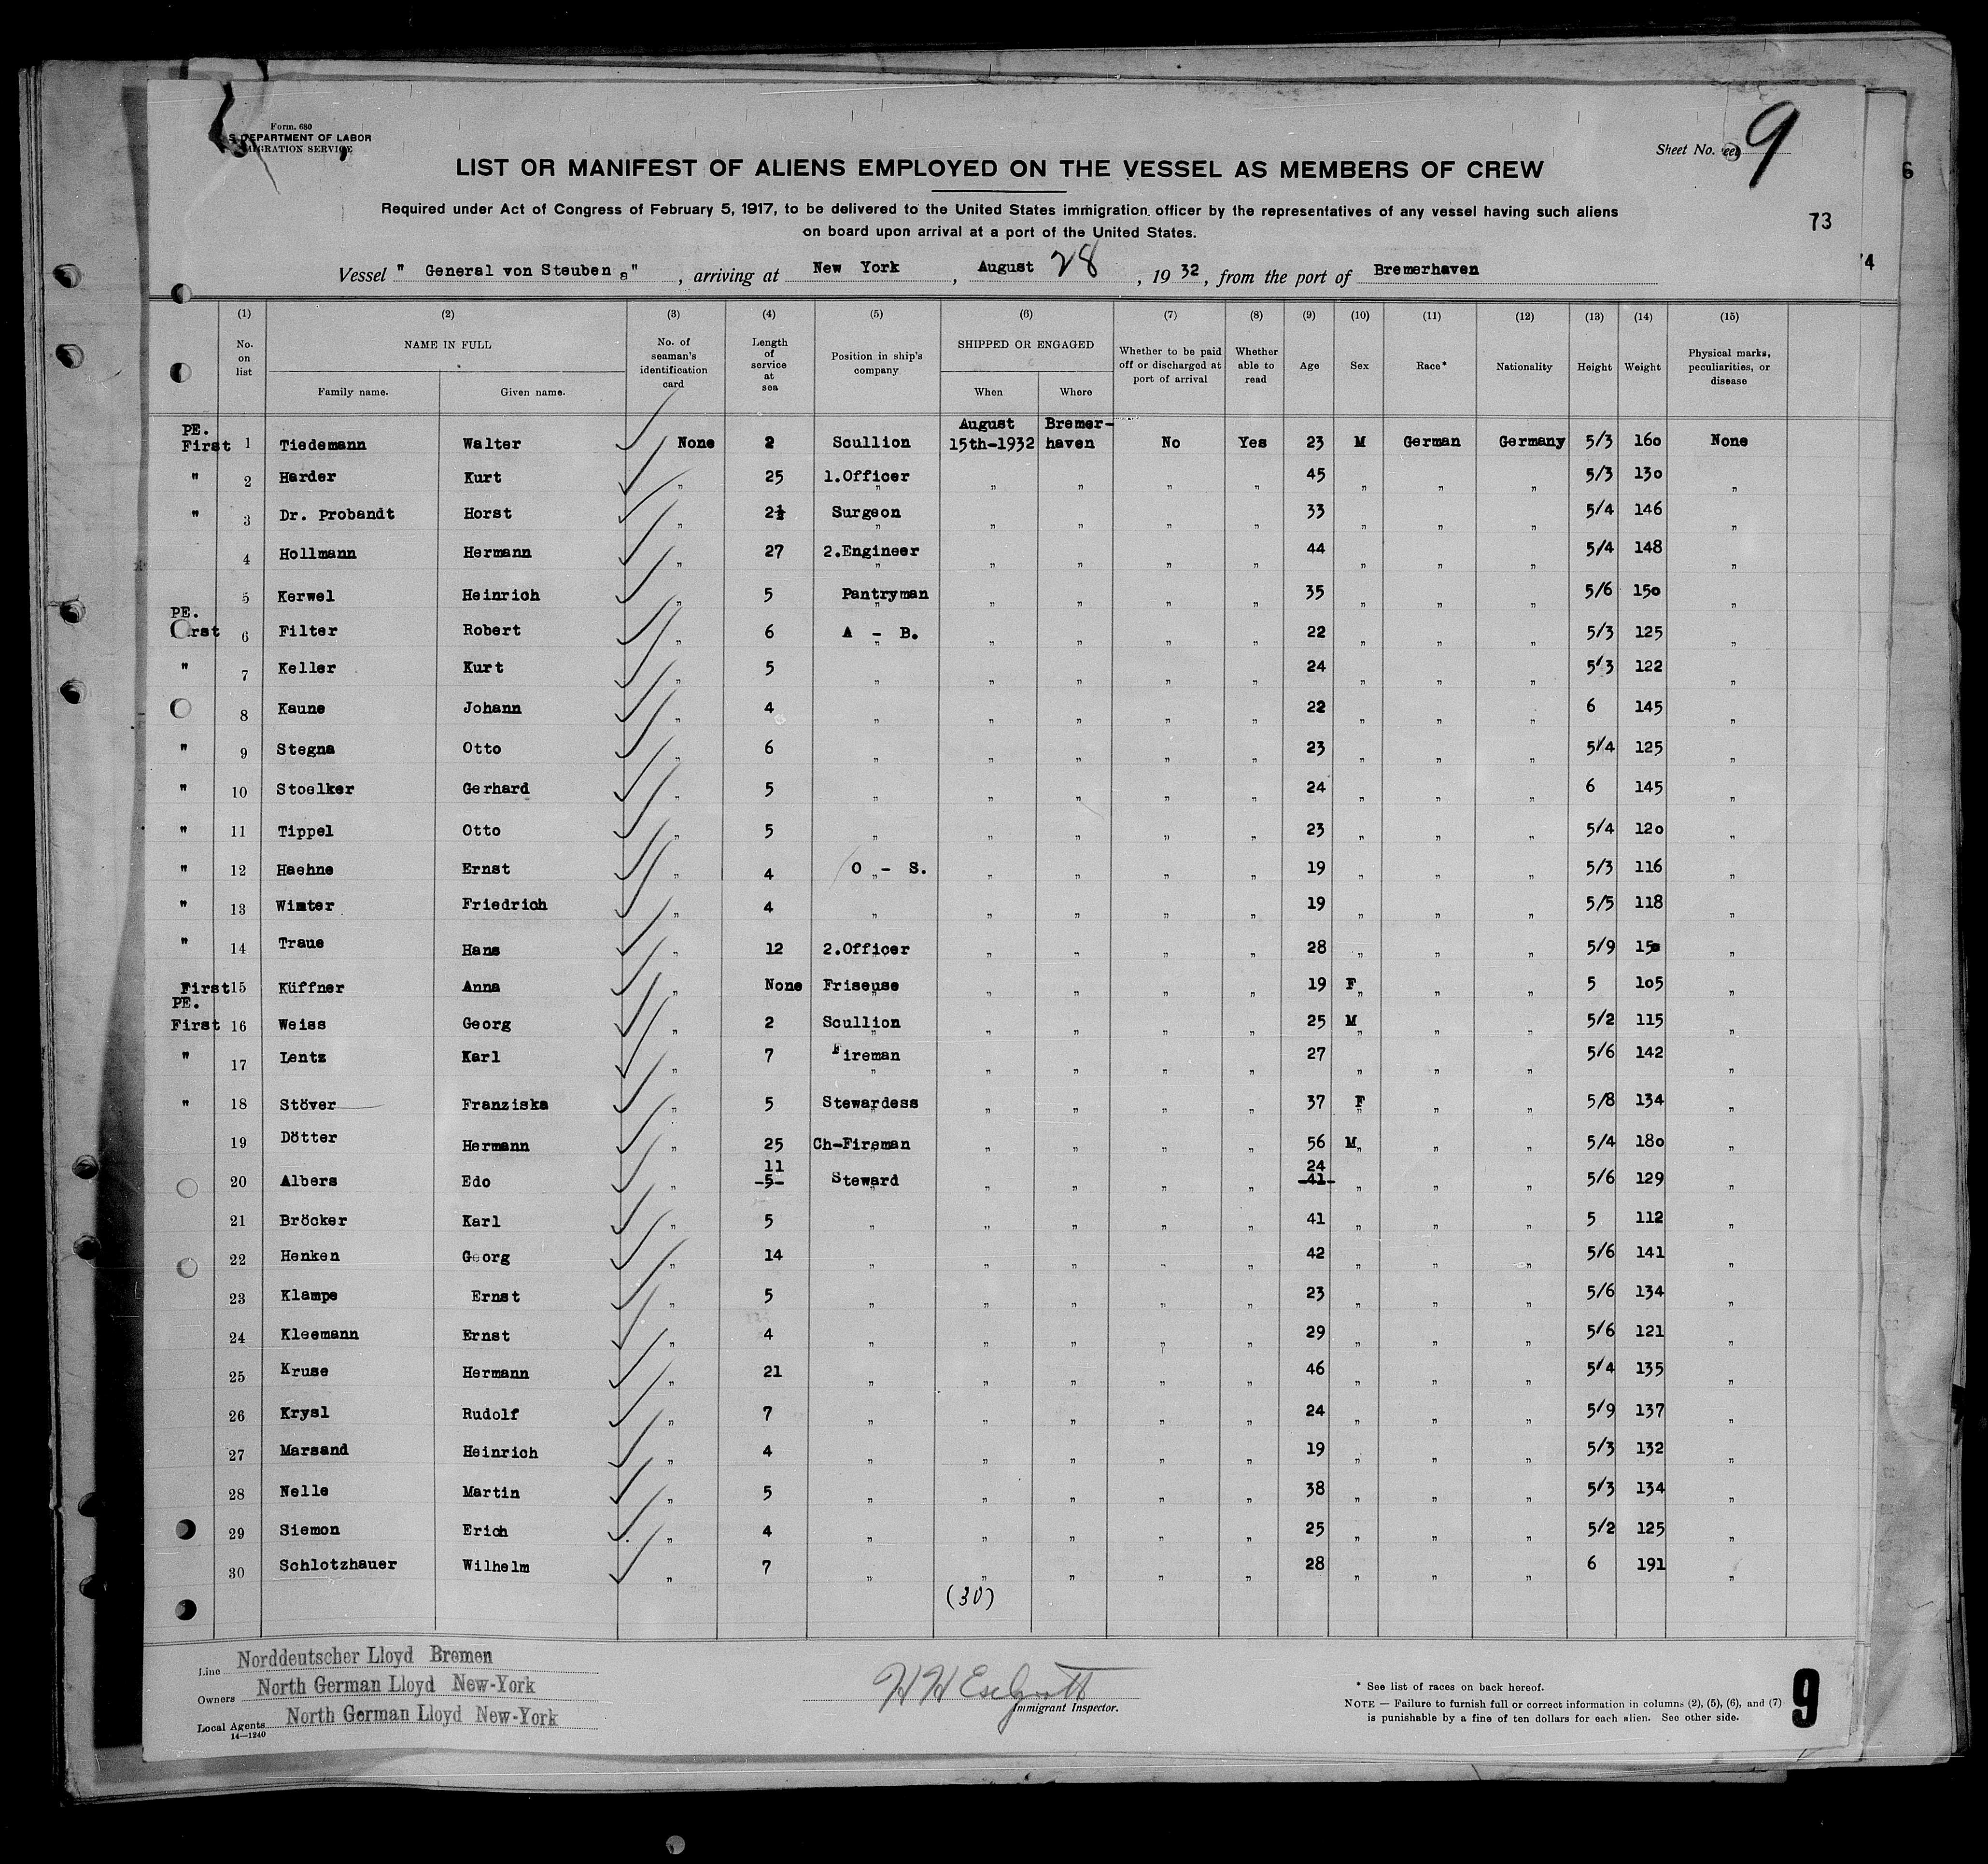 Form. 680
DEPARTMENT OF LABOR
MIGRATION SERVICE
Sheet No. 9
LIST OR MANIFEST OF ALIENS EMPLOYED ON THE VESSEL AS MEMBERS OF CREW
Required under Act of Congress of February 5, 1917, to be delivered to the United States immigration officer by the representatives of any vessel having such aliens
on board upon arrival at a port of the United States.
6
73
74
Vessel " General von Steuben ", arriving at New York, August 28, 1932, from the port of Bremerhaven
(1) (2) (3) (4) (5) (6) (7) (8) (9) (10) (11) (12) (13) (14) (15)
No. on list NAME IN FULL Family name. Given name. No. of seaman's identification card Length of service at sea Position in ship's company SHIPPED OR ENGAGED When Where Whether to be paid off or discharged at port of arrival Whether able to read Age Sex Race* Nationality Height Weight Physical marks, peculiarities, or disease
PE. August Bremer-
First 1 Tiedemann Walter None 2 Scullion 15th-1932 haven No Yes 23 M German Germany 5/3 160 None
" 2 Harder Kurt " 25 1.Officer " " " " 45 " " " 5/3 130 "
" 3 Dr. Probandt Horst " 2½ Surgeon " " " " 33 " " " 5/4 146 "
4 Hollmann Hermann " 27 2.Engineer " " " " 44 " " " 5/4 148 "
5 Kerwel Heinrich " 5 Pantryman " " " " 35 " " " 5/6 150 "
PE.
First 6 Filter Robert " 6 A - B. " " " " 22 " " " 5/3 125 "
" 7 Keller Kurt " 5 " " " " " 24 " " " 5/3 122 "
8 Kaune Johann " 4 " " " " " 22 " " " 6 145 "
" 9 Stegna Otto " 6 " " " " " 23 " " " 5/4 125 "
" 10 Stoelker Gerhard " 5 " " " " " 24 " " " 6 145 "
" 11 Tippel Otto " 5 " " " " " 23 " " " 5/4 120 "
" 12 Haehne Ernst " 4 O - S. " " " " 19 " " " 5/3 116 "
" 13 Winter Friedrich " 4 " " " " " 19 " " " 5/5 118 "
" 14 Traue Hans " 12 2.Officer " " " " 28 " " " 5/9 150 "
First 15 Küffner Anna " None Friseuse " " " " 19 F " " 5 105 "
PE.
First 16 Weiss Georg " 2 Scullion " " " " 25 M " " 5/2 115 "
" 17 Lentz Karl " 7 Fireman " " " " 27 " " " 5/6 142 "
" 18 Stöver Franziska " 5 Stewardess " " " " 37 F " " 5/8 134 "
19 Dötter Hermann " 25 Ch-Fireman " " " " 56 M " " 5/4 180 "
11 24
20 Albers Edo " -5- Steward " " " " -41- " " " 5/6 129 "
21 Bröcker Karl " 5 " " " " " 41 " " " 5 112 "
22 Henken Georg " 14 " " " " " 42 " " " 5/6 141 "
23 Klampe Ernst " 5 " " " " " 23 " " " 5/6 134 "
24 Kleemann Ernst " 4 " " " " " 29 " " " 5/6 121 "
25 Kruse Hermann " 21 " " " " " 46 " " " 5/4 135 "
26 Krysl Rudolf " 7 " " " " " 24 " " " 5/9 137 "
27 Marsand Heinrich " 4 " " " " " 19 " " " 5/3 132 "
28 Nelle Martin " 5 " " " " " 38 " " " 5/3 134 "
29 Siemon Erich " 4 " " " " " 25 " " " 5/2 125 "
30 Schlotzhauer Wilhelm " 7 " " " " " 28 " " " 6 191 "
(30)
Line Norddeutscher Lloyd Bremen
Owners North German Lloyd New-York
Local Agents North German Lloyd New-York
14—1240
Immigrant Inspector.
* See list of races on back hereof.
NOTE — Failure to furnish full or correct information in columns (2), (5), (6), and (7)
is punishable by a fine of ten dollars for each alien. See other side.
9